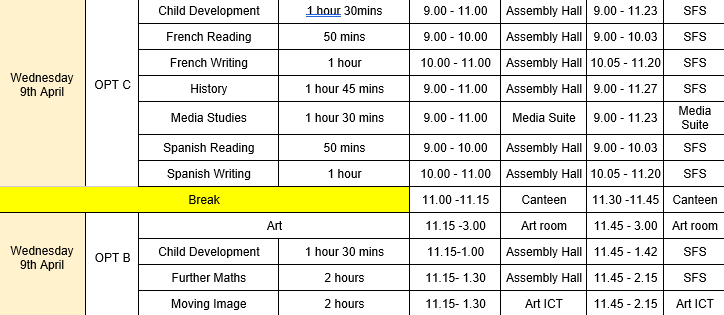 Child Development 1 hour 30mins 9.00 - 11.00 Assembly Hall 9.00 - 11.23 SFS
French Reading 50 mins 9.00 - 10.00 Assembly Hall 9.00 - 10.03 SFS
French Writing 1 hour 10.00 - 11.00 Assembly Hall 10.05 - 11.20 SFS
Wednesday
9th April
OPT C
History 1 hour 45 mins 9.00 - 11.00 Assembly Hall 9.00 - 11.27 SFS
Media Studies 1 hour 30 mins 9.00 - 11.00 Media Suite 9.00 - 11.23 Media
Suite
Spanish Reading 50 mins 9.00 - 10.00 Assembly Hall 9.00 - 10.03 SFS
Spanish Writing 1 hour 10.00 - 11.00 Assembly Hall 10.05 - 11.20 SFS
Break 11.00 -11.15 Canteen 11.30 -11.45 Canteen
Art 11.15 -3.00 Art room 11.45 - 3.00 Art room
Wednesday
9th April
OPT B
Child Development 1 hour 30 mins 11.15-1.00 Assembly Hall 11.45 - 1.42 SFS
Further Maths 2 hours 11.15- 1.30 Assembly Hall 11.45 - 2.15 SFS
Moving Image 2 hours 11.15- 1.30 Art ICT 11.45 - 2.15 Art ICT